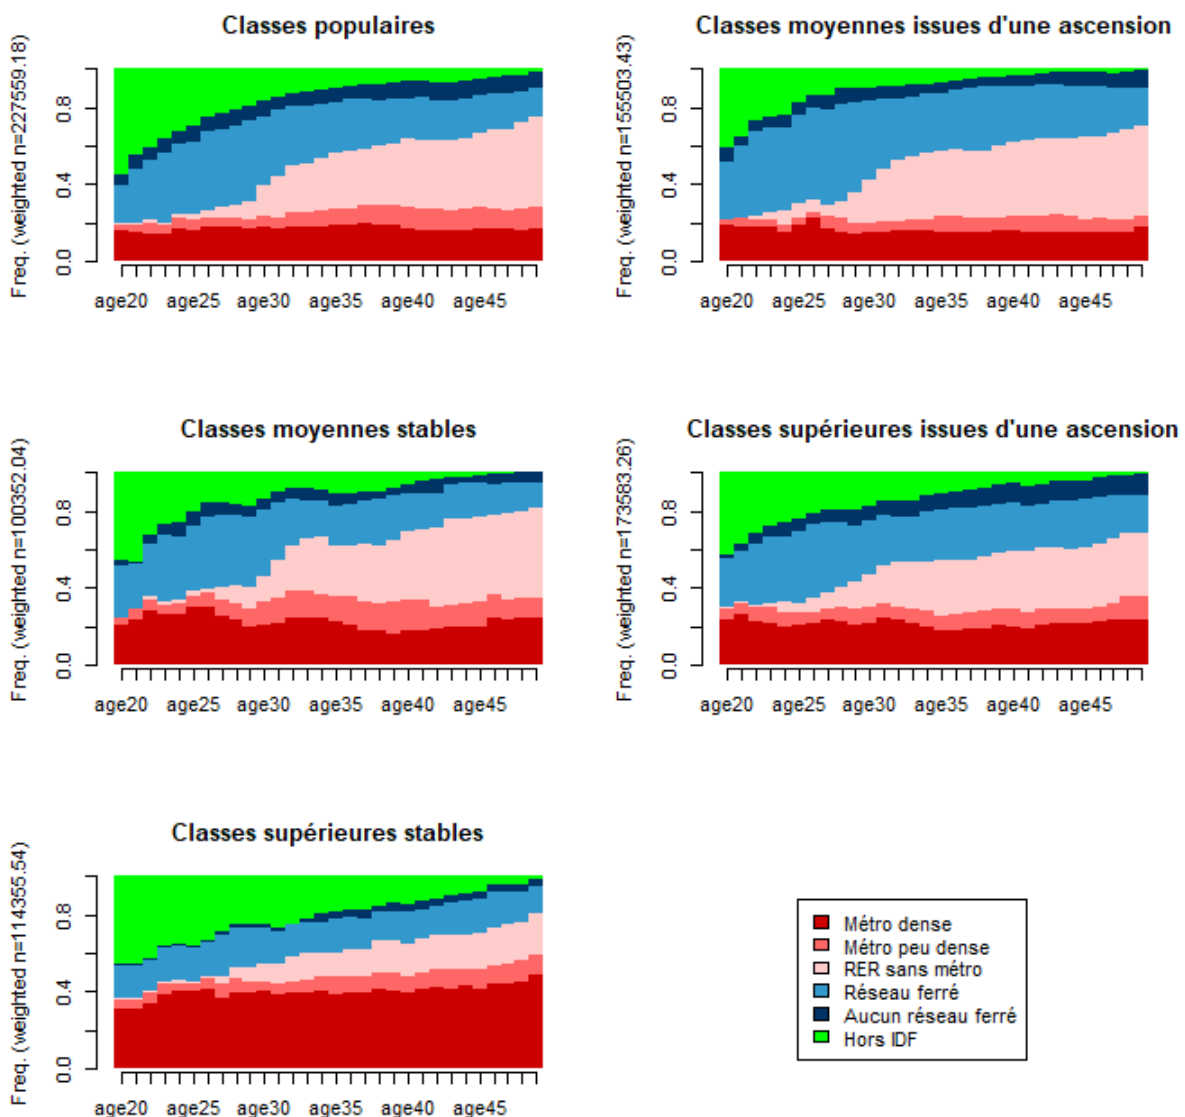 Classes populaires
Freq. (weighted n=227559.18)
0.8
0.4
0.0
age20 age25 age30 age35 age40 age45
Classes moyennes issues d'une ascension
Freq. (weighted n=155503.43)
0.8
0.4
0.0
age20 age25 age30 age35 age40 age45
Classes moyennes stables
Freq. (weighted n=100352.04)
0.8
0.4
0.0
age20 age25 age30 age35 age40 age45
Classes supérieures issues d'une ascension
Freq. (weighted n=173583.26)
0.8
0.4
0.0
age20 age25 age30 age35 age40 age45
Classes supérieures stables
Freq. (weighted n=114355.54)
0.8
0.4
0.0
age20 age25 age30 age35 age40 age45
Métro dense
Métro peu dense
RER sans métro
Réseau ferré
Aucun réseau ferré
Hors IDF